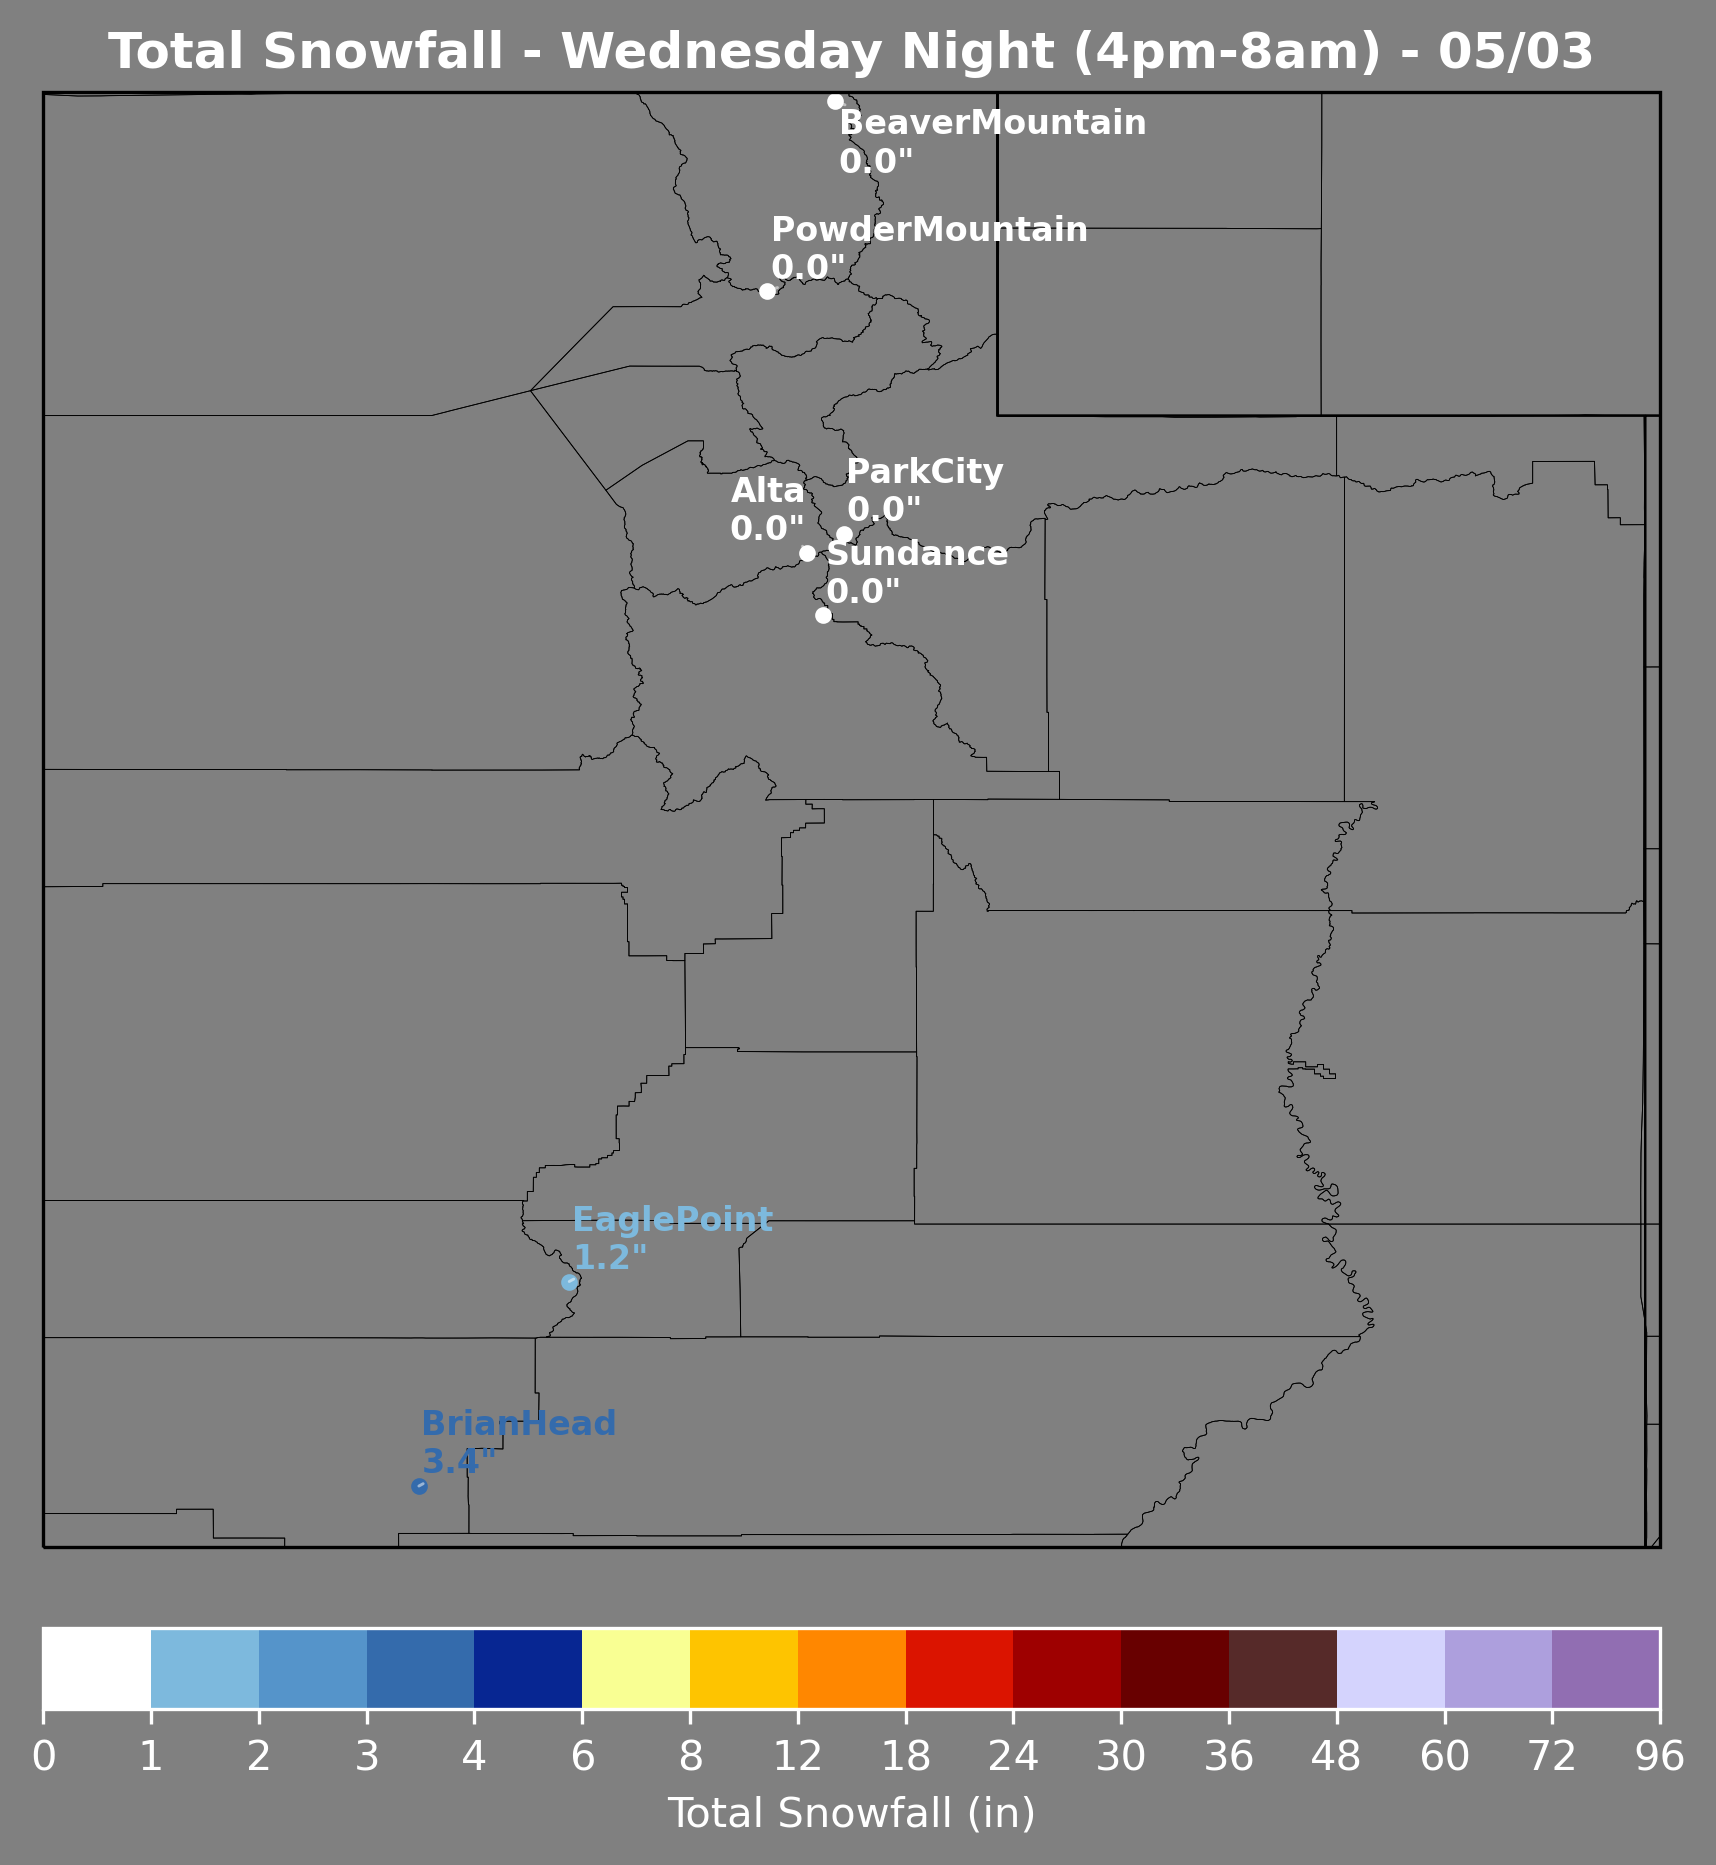 Total Snowfall - Wednesday Night (4pm-8am) - 05/03
BeaverMountain
0.0"
PowderMountain
0.0"
ParkCity
0.0"
Alta
0.0"
Sundance
0.0"
EaglePoint
1.2"
BrianHead
3.4"
0 1 2 3 4 6 8 12 18 24 30 36 48 60 72 96
Total Snowfall (in)